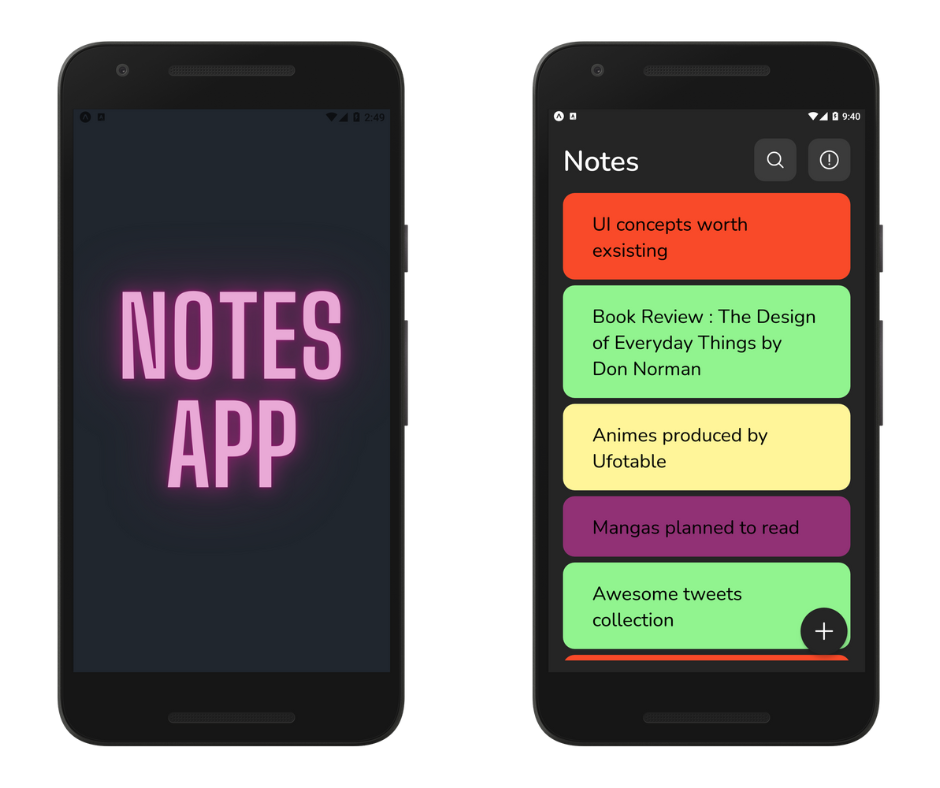 2:49
NOTES
APP
9:40
Notes
UI concepts worth
exsisting
Book Review : The Design
of Everyday Things by
Don Norman
Animes produced by
Ufotable
Mangas planned to read
Awesome tweets
collection